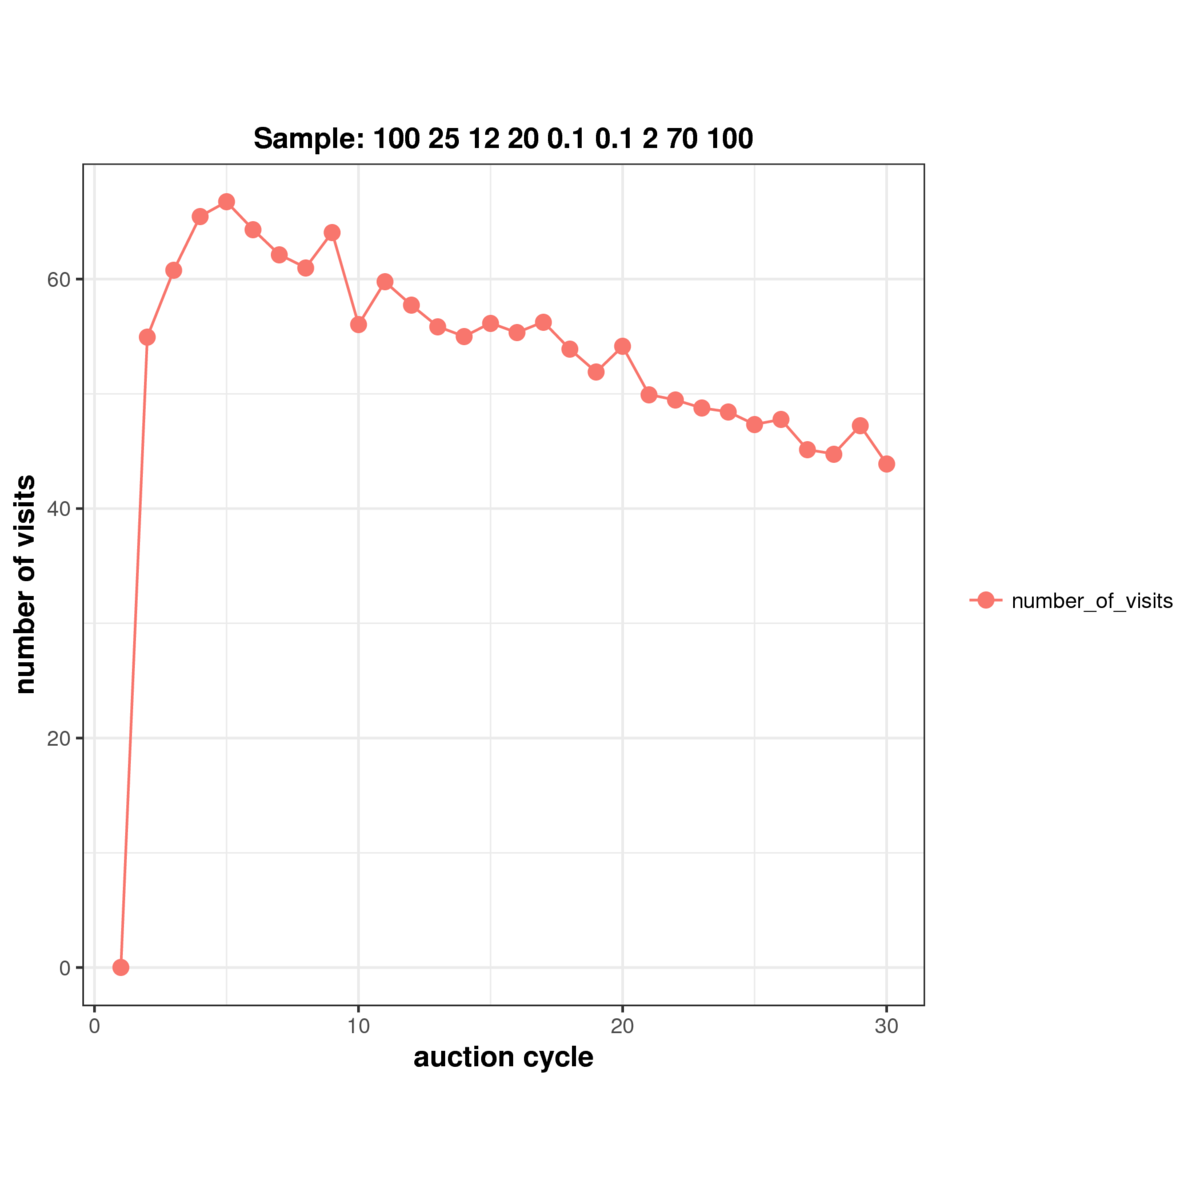 Sample: 100 25 12 20 0.1 0.1 2 70 100
number of visits
60
40
20
0
0 10 20 30
auction cycle
number_of_visits